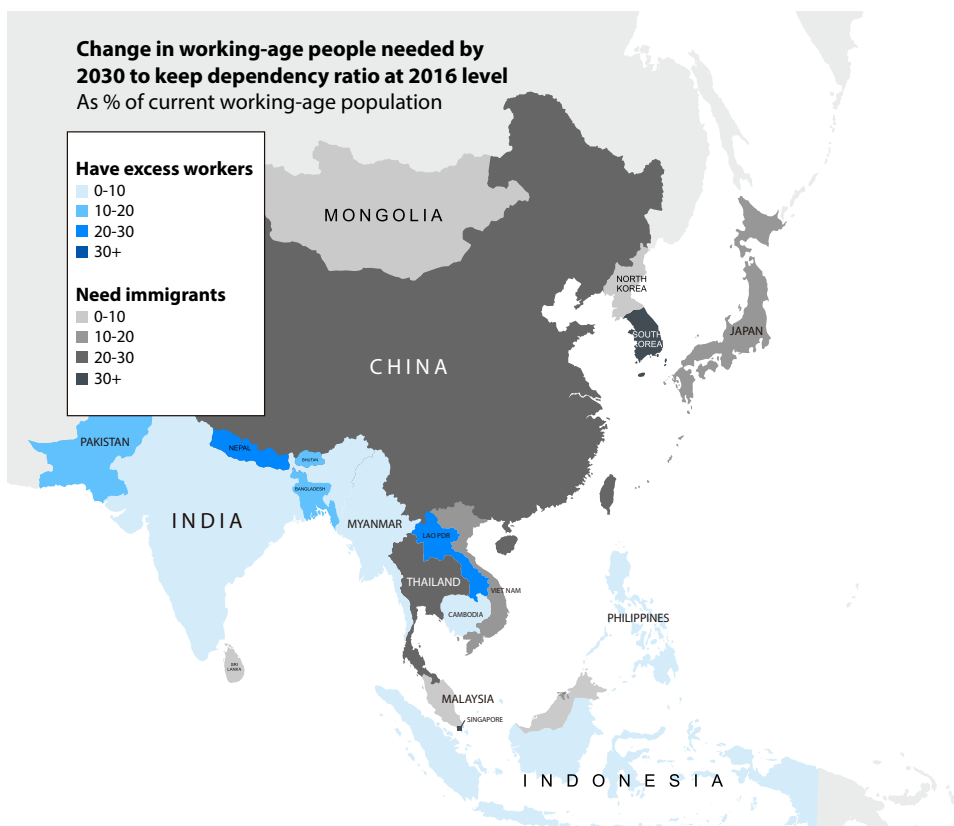 Change in working-age people needed by
2030 to keep dependency ratio at 2016 level
As % of current working-age population
Have excess workers
0-10
10-20
20-30
30+
Need immigrants
0-10
10-20
20-30
30+
MONGOLIA
NORTH
KOREA
SOUTH
KOREA
JAPAN
CHINA
PAKISTAN
NEPAL
BHUTAN
BANGLADESH
INDIA
MYANMAR
LAO PDR
THAILAND
VIET NAM
CAMBODIA
PHILIPPINES
SRI
LANKA
MALAYSIA
SINGAPORE
INDONESIA